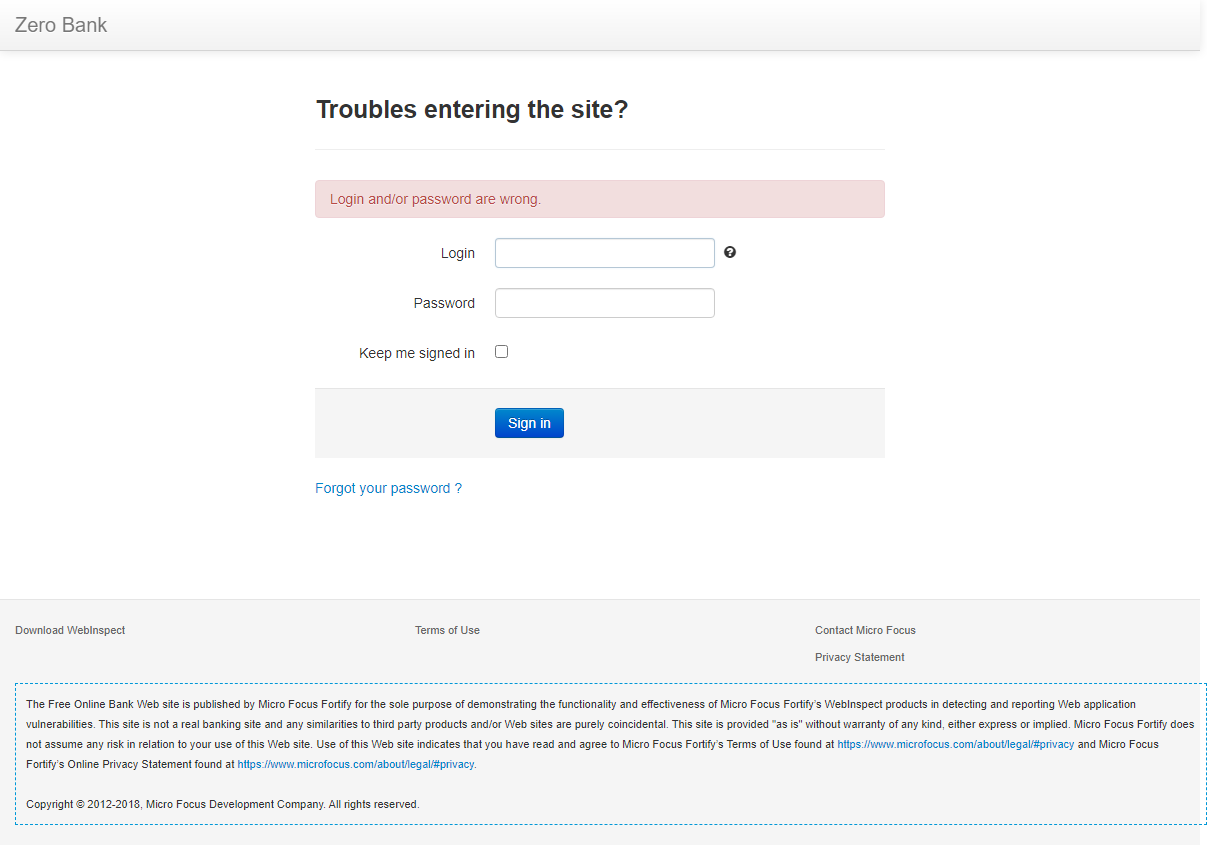 Zero Bank
Troubles entering the site?
Login and/or password are wrong.
Login
Password
Keep me signed in
Sign in
Forgot your password ?
Download WebInspect
Terms of Use
Contact Micro Focus
Privacy Statement
The Free Online Bank Web site is published by Micro Focus Fortify for the sole purpose of demonstrating the functionality and effectiveness of Micro Focus Fortify's WebInspect products in detecting and reporting Web application
vulnerabilities. This site is not a real banking site and any similarities to third party products and/or Web sites are purely coincidental. This site is provided "as is" without warranty of any kind, either express or implied. Micro Focus Fortify does
not assume any risk in relation to your use of this Web site. Use of this Web site indicates that you have read and agree to Micro Focus Fortify's Terms of Use found at https://www.microfocus.com/about/legal/#privacy and Micro Focus
Fortify's Online Privacy Statement found at https://www.microfocus.com/about/legal/#privacy.
Copyright © 2012-2018, Micro Focus Development Company. All rights reserved.